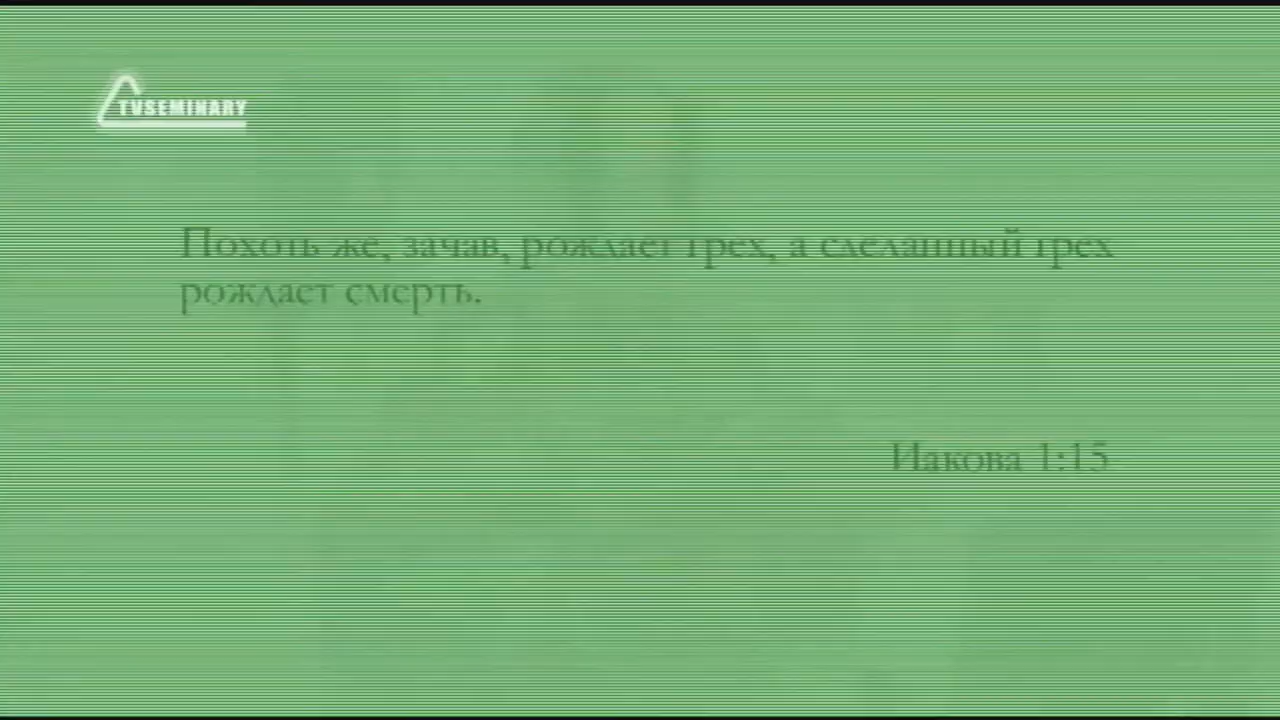 TVSEMINARY
Похоть же, зачав, рождает грех, а сделанный грех
рождает смерть.
Иакова 1:15